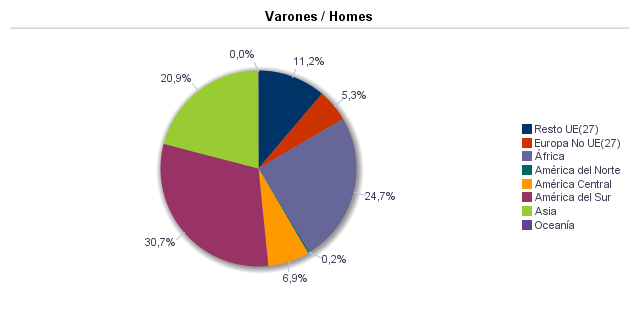 Varones / Homes
0,0%
11,2%
20,9%
5,3%
24,7%
30,7%
0,2%
6,9%
Resto UE(27)
Europa No UE(27)
África
América del Norte
América Central
América del Sur
Asia
Oceanía